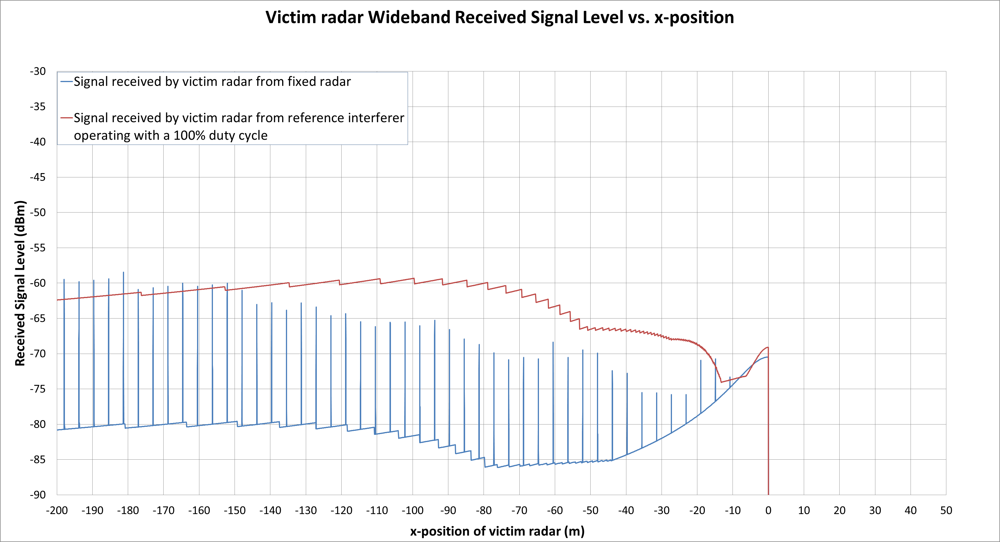 Victim radar Wideband Received Signal Level vs. x-position
-30
-35
-40
-45
-50
-55
-60
-65
-70
-75
-80
-85
-90
Signal received by victim radar from fixed radar
Signal received by victim radar from reference interferer
operating with a 100% duty cycle
Received Signal Level (dBm)
-200 -190 -180 -170 -160 -150 -140 -130 -120 -110 -100 -90 -80 -70 -60 -50 -40 -30 -20 -10 0 10 20 30 40 50
x-position of victim radar (m)